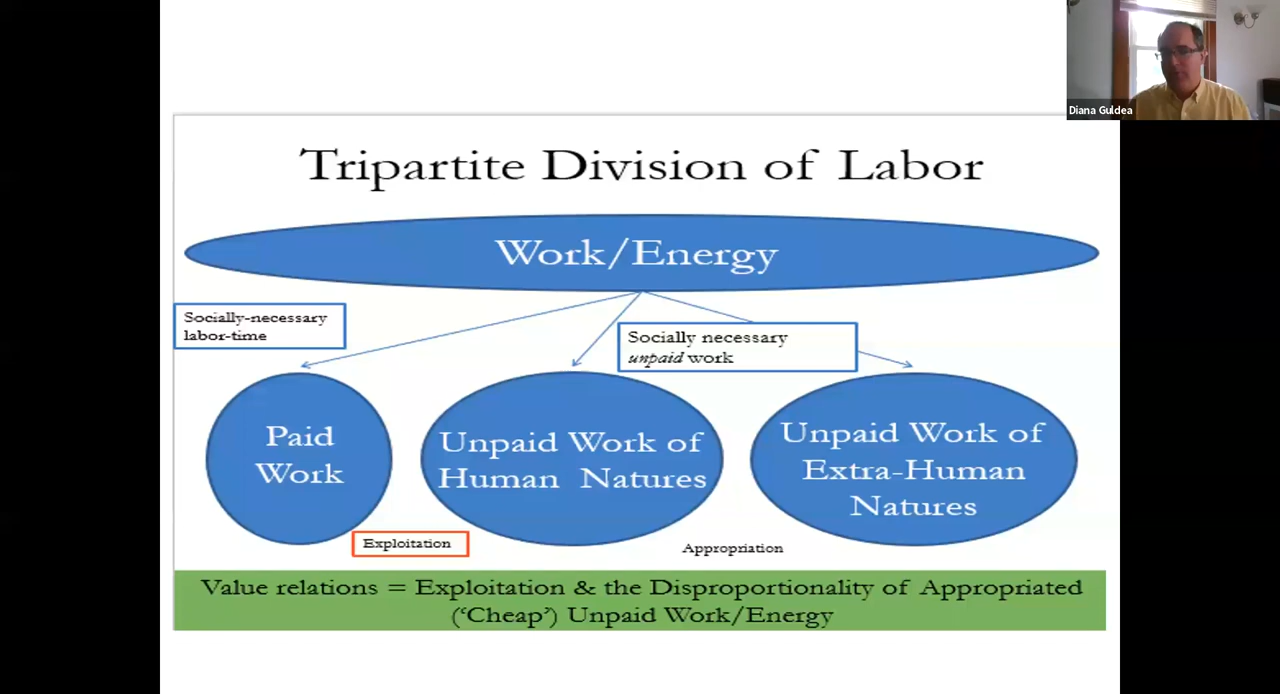 Diana Guldea
Tripartite Division of Labor
Work/Energy
Socially-necessary
labor-time
Socially necessary
unpaid work
Paid
Work
Unpaid Work of
Human Natures
Unpaid Work of
Extra-Human
Natures
Exploitation
Appropriation
Value relations = Exploitation & the Disproportionality of Appropriated
(‘Cheap’) Unpaid Work/Energy